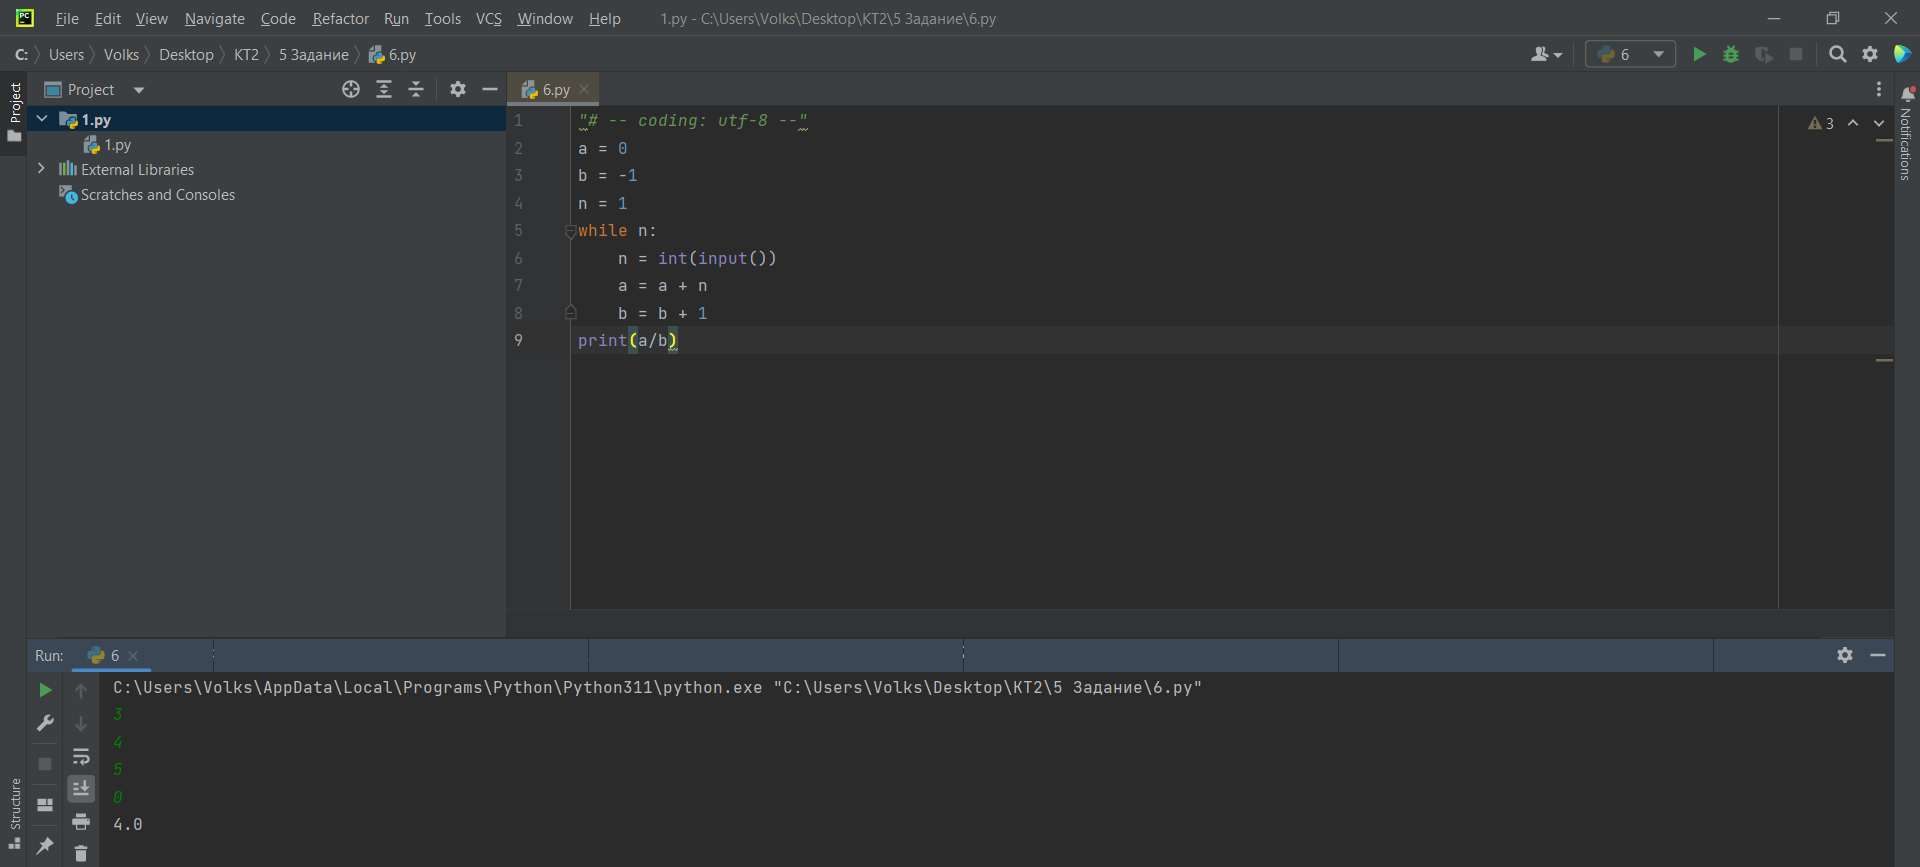 PC File Edit View Navigate Code Refactor Run Tools VCS Window Help 1.py - C:\Users\Volks\Desktop\КТ2\5 Задание\6.py
C: Users Volks Desktop КТ2 5 Задание 6.py 6
Project
Project
6.py
1.py
1.py
External Libraries
Scratches and Consoles
1 "# -- coding: utf-8 --"
2 a = 0
3 b = -1
4 n = 1
5 while n:
6 n = int(input())
7 a = a + n
8 b = b + 1
9 print(a/b)
3
Notifications
Run: 6
C:\Users\Volks\AppData\Local\Programs\Python\Python311\python.exe "C:\Users\Volks\Desktop\КТ2\5 Задание\6.py"
3
4
5
0
4.0
Structure